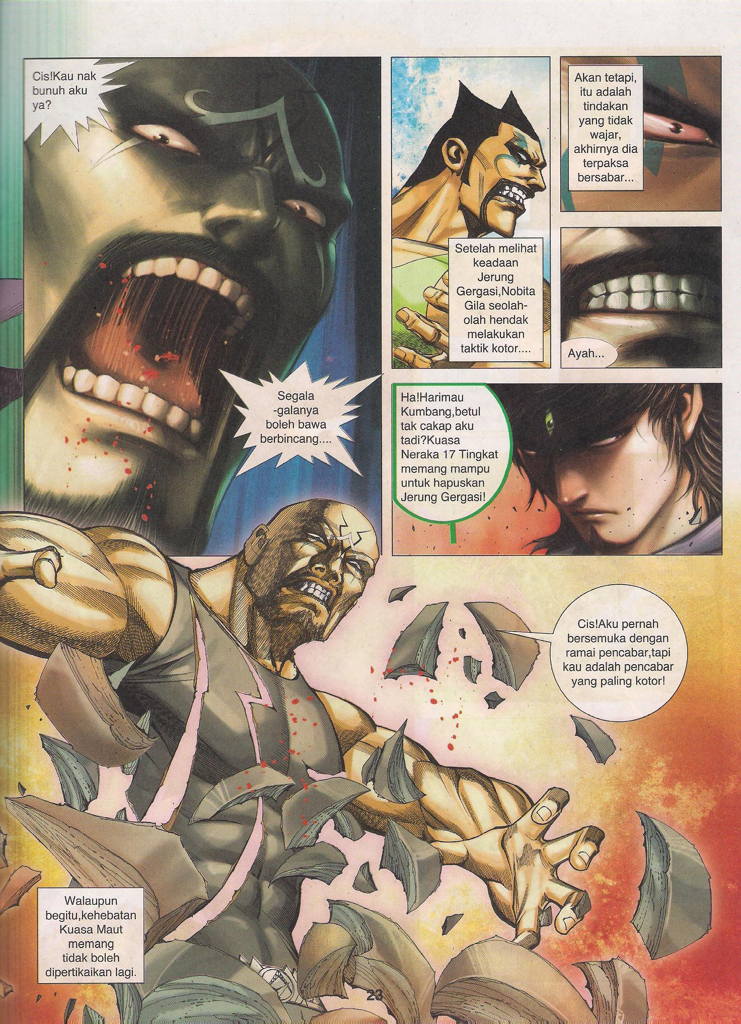 Cis!Kau nak
bunuh aku
ya?
Segala
-galanya
boleh bawa
berbincang....
Setelah melihat
keadaan
Jerung
Gergasi,Nobita
Gila seolah-
olah hendak
melakukan
taktik kotor....
Akan tetapi,
itu adalah
tindakan
yang tidak
wajar,
akhirnya dia
terpaksa
bersabar...
Ayah...
Ha!Harimau
Kumbang,betul
tak cakap aku
tadi?Kuasa
Neraka 17 Tingkat
memang mampu
untuk hapuskan
Jerung Gergasi!
Cis!Aku pernah
bersemuka dengan
ramai pencabar,tapi
kau adalah pencabar
yang paling kotor!
Walaupun
begitu,kehebatan
Kuasa Maut
memang
tidak boleh
dipertikaikan lagi.
23